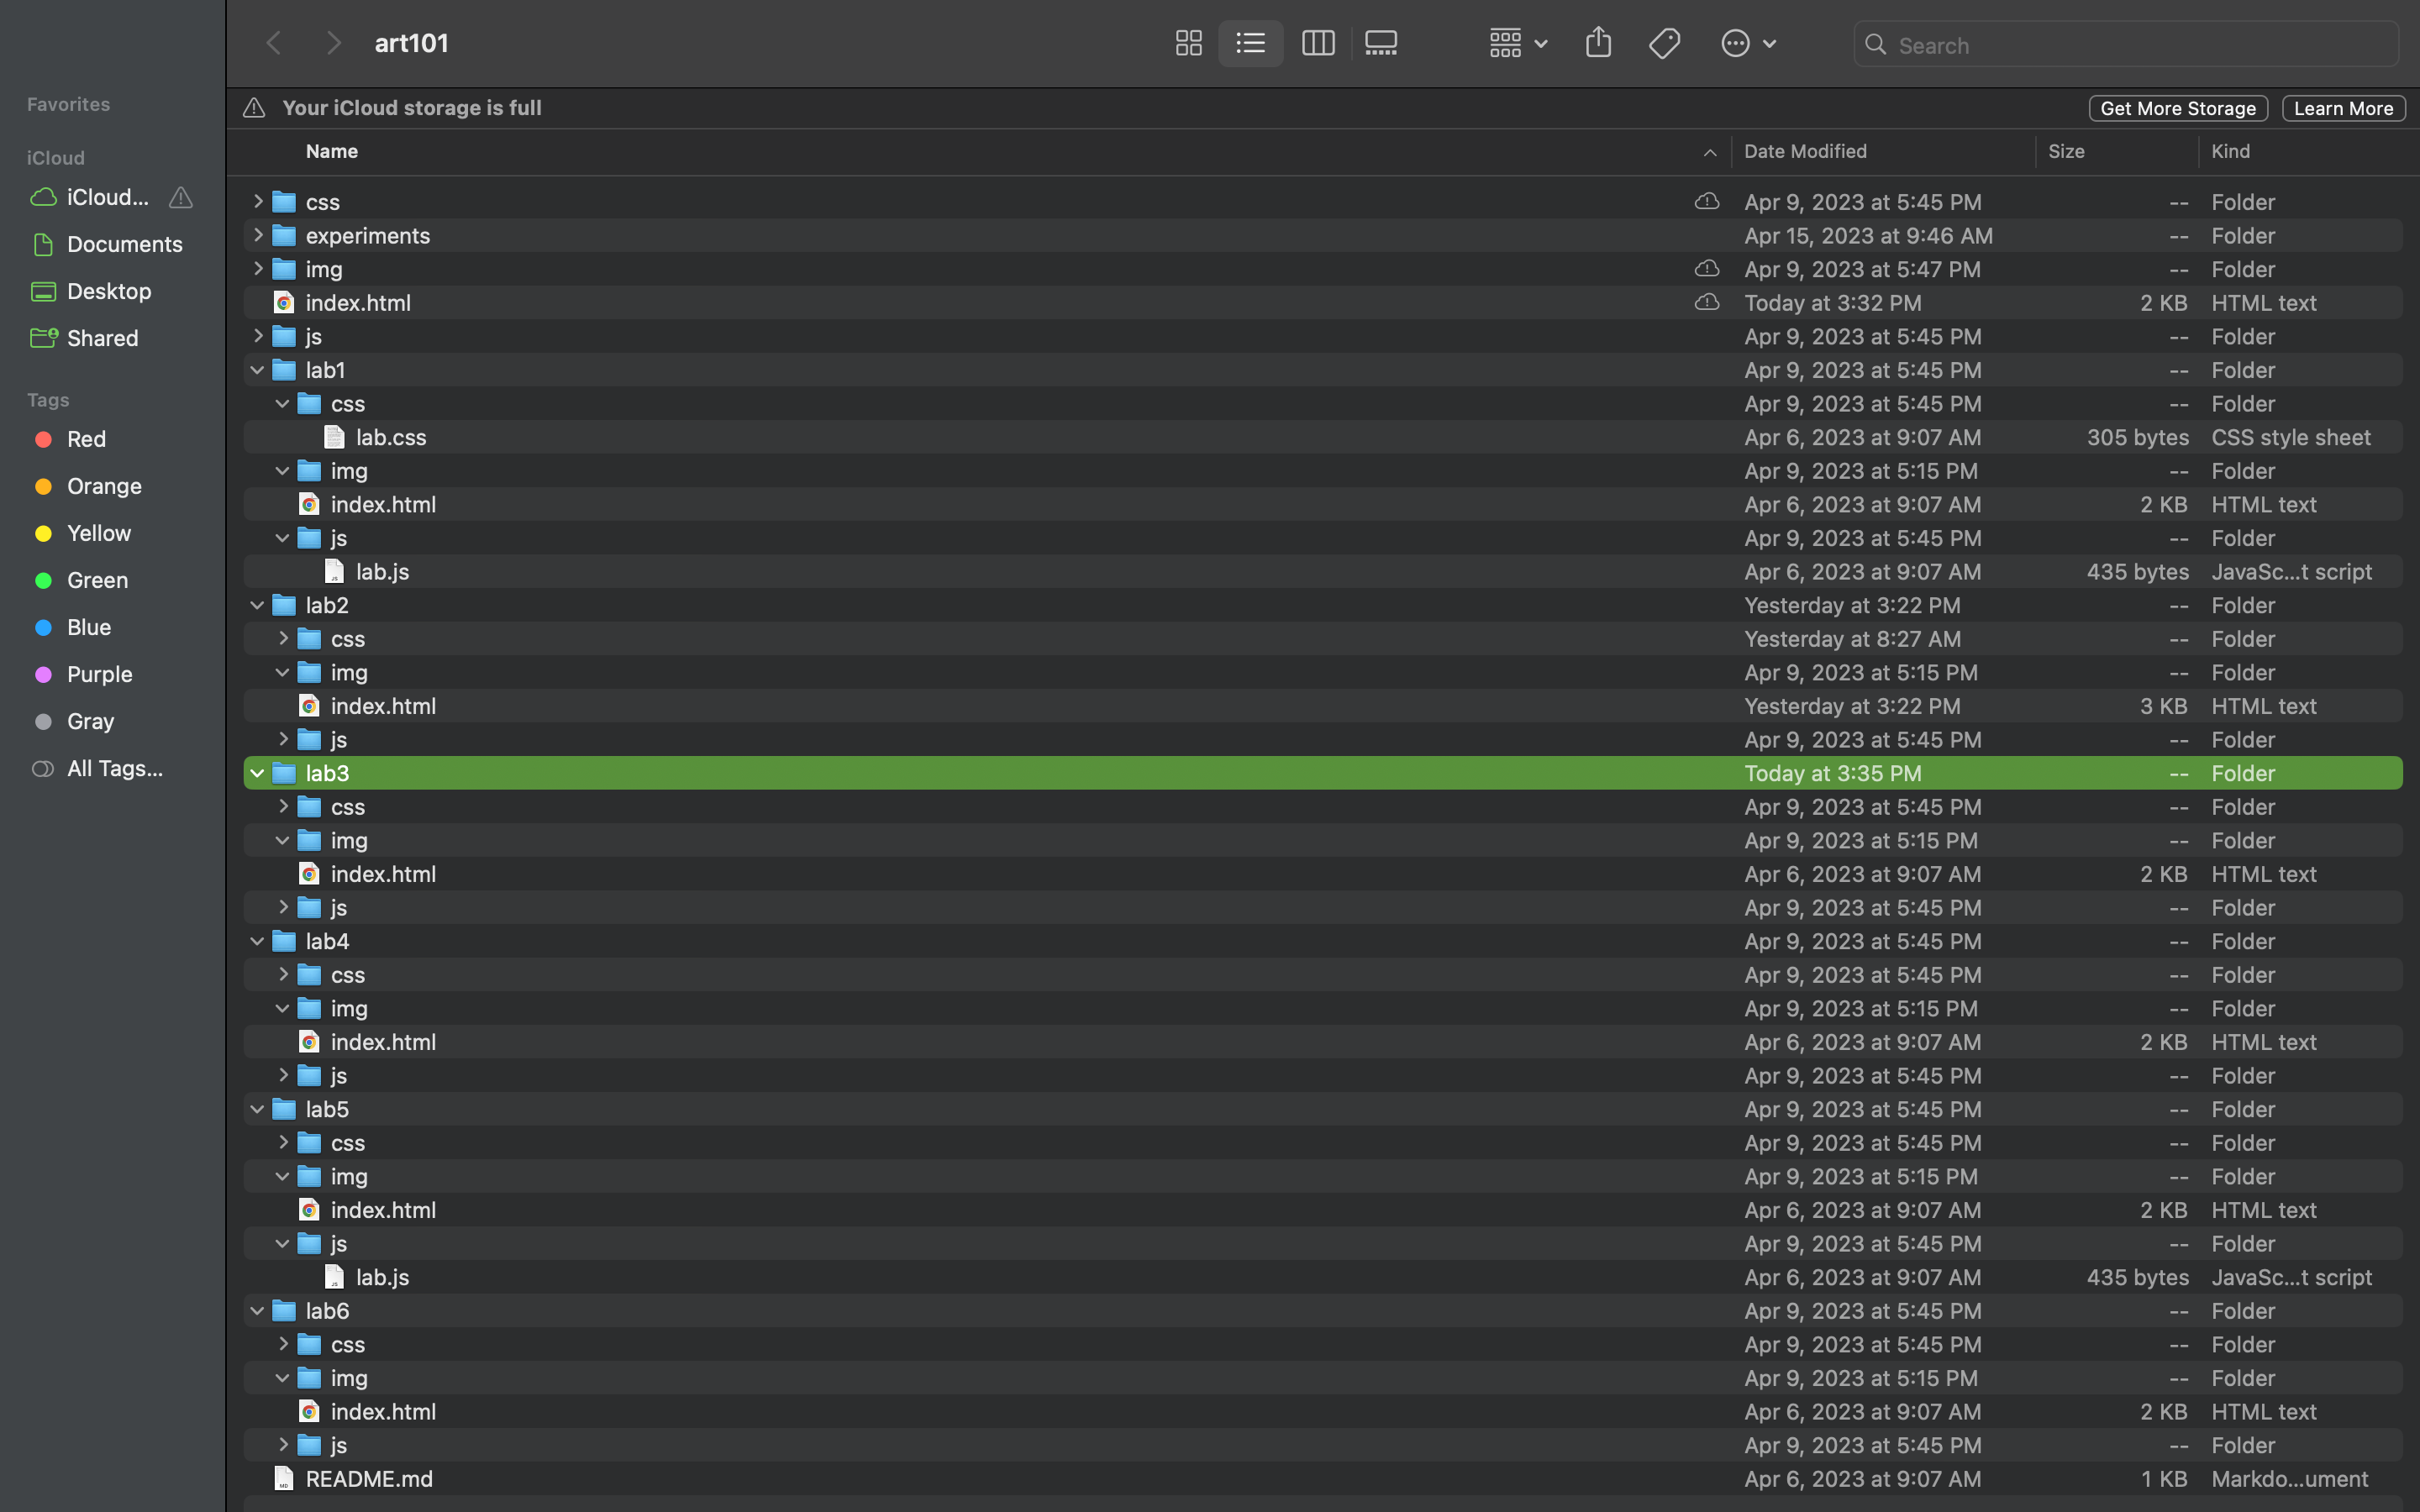 art101
Search
Favorites
Your iCloud storage is full Get More Storage Learn More
iCloud
Name Date Modified Size Kind
iCloud...
Documents
Desktop
Shared
Tags
Red
Orange
Yellow
Green
Blue
Purple
Gray
All Tags...
css Apr 9, 2023 at 5:45 PM -- Folder
experiments Apr 15, 2023 at 9:46 AM -- Folder
img Apr 9, 2023 at 5:47 PM -- Folder
index.html Today at 3:32 PM 2 KB HTML text
js Apr 9, 2023 at 5:45 PM -- Folder
lab1 Apr 9, 2023 at 5:45 PM -- Folder
css Apr 9, 2023 at 5:45 PM -- Folder
lab.css Apr 6, 2023 at 9:07 AM 305 bytes CSS style sheet
img Apr 9, 2023 at 5:15 PM -- Folder
index.html Apr 6, 2023 at 9:07 AM 2 KB HTML text
js Apr 9, 2023 at 5:45 PM -- Folder
lab.js Apr 6, 2023 at 9:07 AM 435 bytes JavaSc...t script
lab2 Yesterday at 3:22 PM -- Folder
css Yesterday at 8:27 AM -- Folder
img Apr 9, 2023 at 5:15 PM -- Folder
index.html Yesterday at 3:22 PM 3 KB HTML text
js Apr 9, 2023 at 5:45 PM -- Folder
lab3 Today at 3:35 PM -- Folder
css Apr 9, 2023 at 5:45 PM -- Folder
img Apr 9, 2023 at 5:15 PM -- Folder
index.html Apr 6, 2023 at 9:07 AM 2 KB HTML text
js Apr 9, 2023 at 5:45 PM -- Folder
lab4 Apr 9, 2023 at 5:45 PM -- Folder
css Apr 9, 2023 at 5:45 PM -- Folder
img Apr 9, 2023 at 5:15 PM -- Folder
index.html Apr 6, 2023 at 9:07 AM 2 KB HTML text
js Apr 9, 2023 at 5:45 PM -- Folder
lab5 Apr 9, 2023 at 5:45 PM -- Folder
css Apr 9, 2023 at 5:45 PM -- Folder
img Apr 9, 2023 at 5:15 PM -- Folder
index.html Apr 6, 2023 at 9:07 AM 2 KB HTML text
js Apr 9, 2023 at 5:45 PM -- Folder
lab.js Apr 6, 2023 at 9:07 AM 435 bytes JavaSc...t script
lab6 Apr 9, 2023 at 5:45 PM -- Folder
css Apr 9, 2023 at 5:45 PM -- Folder
img Apr 9, 2023 at 5:15 PM -- Folder
index.html Apr 6, 2023 at 9:07 AM 2 KB HTML text
js Apr 9, 2023 at 5:45 PM -- Folder
README.md Apr 6, 2023 at 9:07 AM 1 KB Markdo...ument